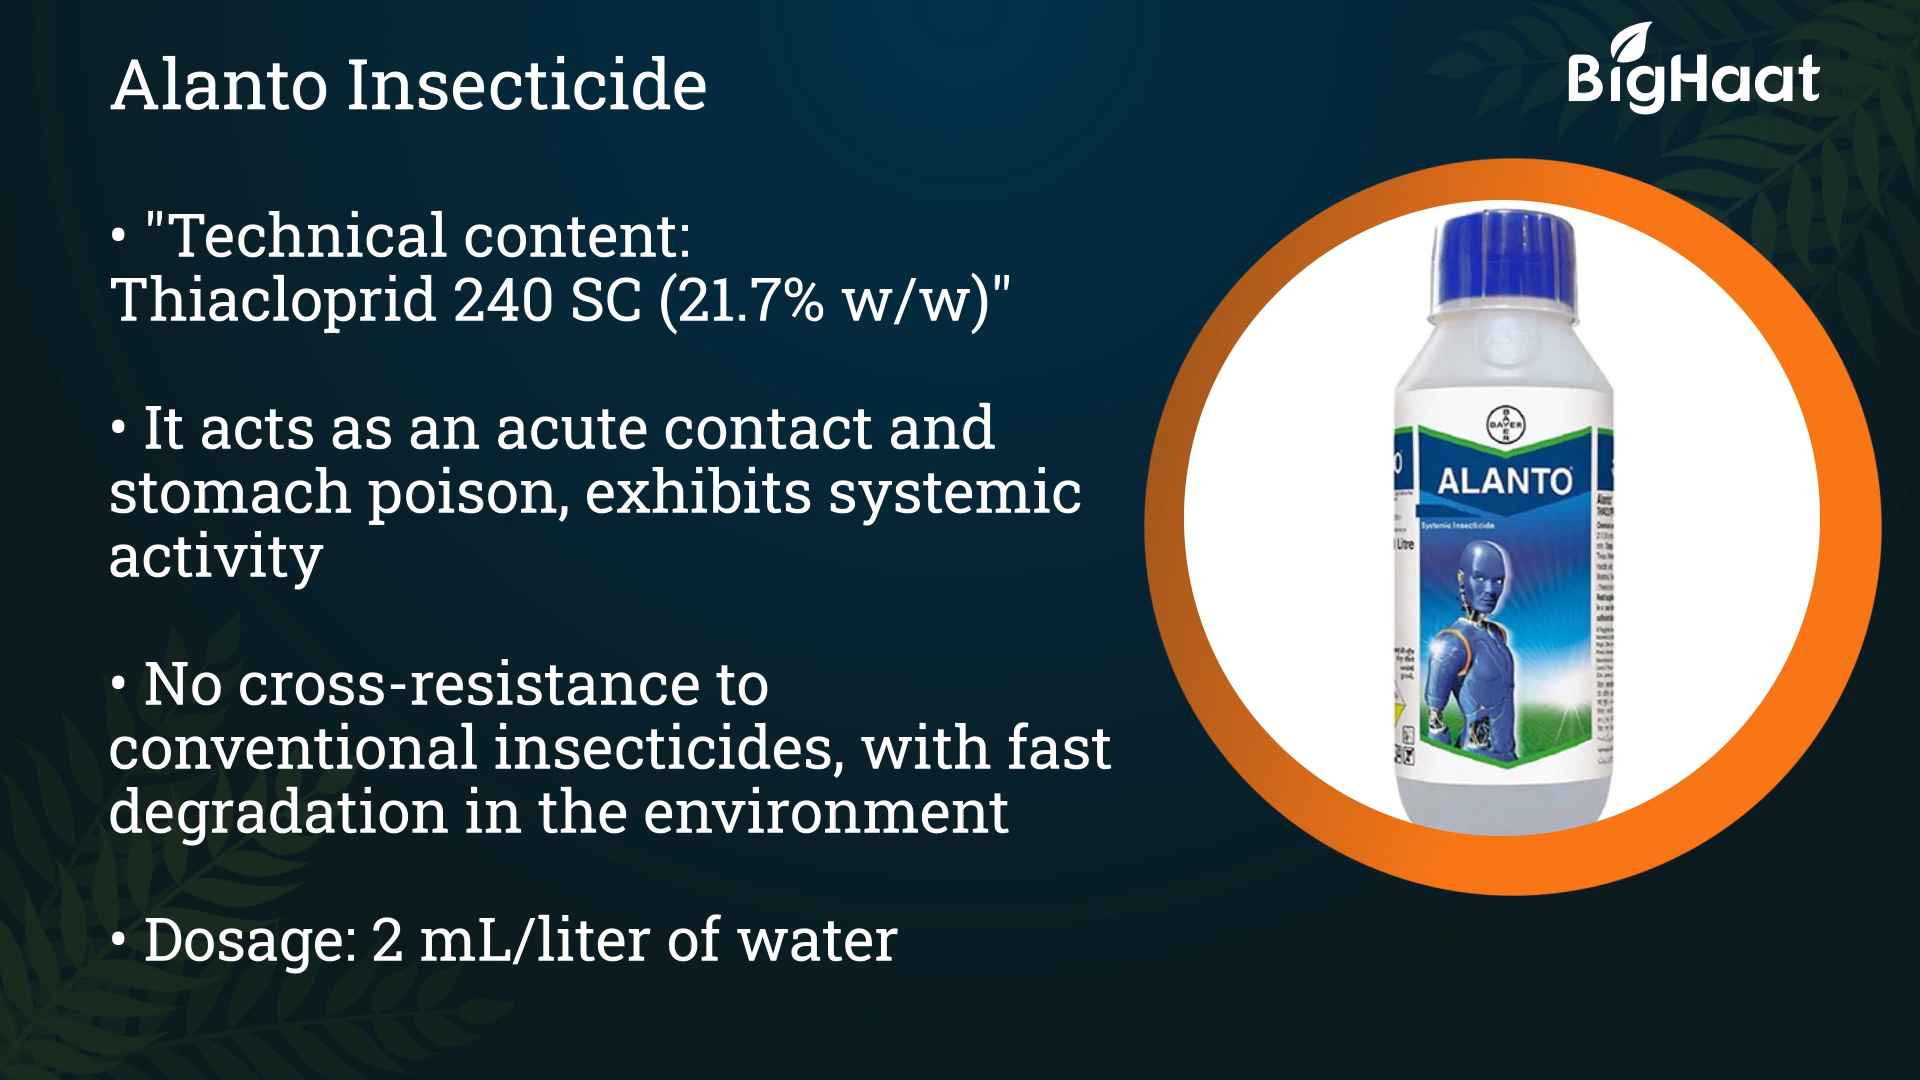 Alanto Insecticide
BigHaat
• "Technical content:
Thiacloprid 240 SC (21.7% w/w)"
• It acts as an acute contact and
stomach poison, exhibits systemic
activity
• No cross-resistance to
conventional insecticides, with fast
degradation in the environment
• Dosage: 2 mL/liter of water
BAYER
ALANTO
Systemic Insecticide
Litre